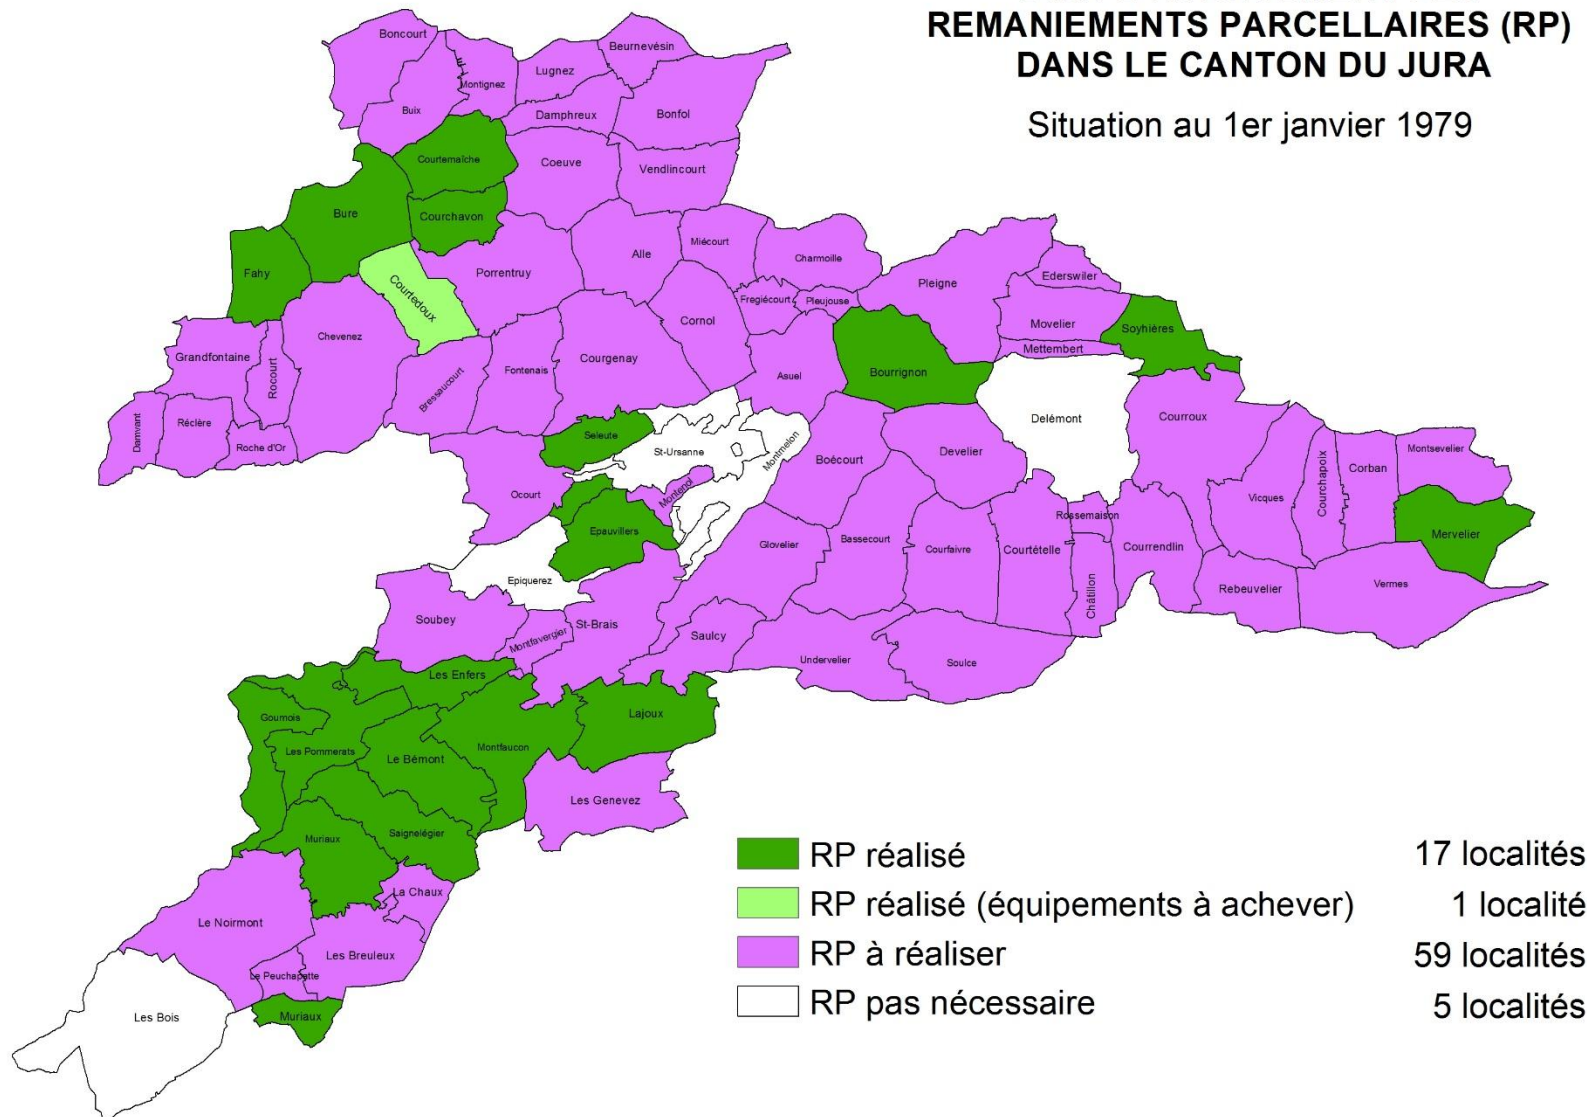 REMANIEMENTS PARCELLAIRES (RP)
DANS LE CANTON DU JURA
Situation au 1er janvier 1979
Boncourt
Beurnevésin
Lugnez
Montignez
Buix
Damphreux
Bonfol
Courtemaîche
Coeuve
Vendlincourt
Bure
Courchavon
Fahy
Courtedoux
Porrentruy
Alle
Miécourt
Charmoille
Pleigne
Ederswiler
Fregiécourt
Pleujouse
Movelier
Soyhières
Mettembert
Chevenez
Cornol
Grandfontaine
Rocourt
Bressaucourt
Fontenais
Courgenay
Asuel
Bourrignon
Damvant
Réclère
Roche d'Or
Seleute
St-Ursanne
Montmelon
Delémont
Courroux
Boécourt
Develier
Vicques
Courchapoix
Corban
Montsevelier
Ocourt
Montenol
Epauvillers
Rossemaison
Mervelier
Glovelier
Bassecourt
Courfaivre
Courtételle
Courrendlin
Châtillon
Epiquerez
Rebeuvelier
Vermes
Soubey
St-Brais
Montfavergier
Saulcy
Undervelier
Soulce
Les Enfers
Goumois
Lajoux
Les Pommerats
Le Bémont
Montfaucon
Les Genevez
Muriaux
Saignelégier
La Chaux
Le Noirmont
Les Breuleux
Le Peuchapatte
Les Bois
Muriaux
RP réalisé 17 localités
RP réalisé (équipements à achever) 1 localité
RP à réaliser 59 localités
RP pas nécessaire 5 localités